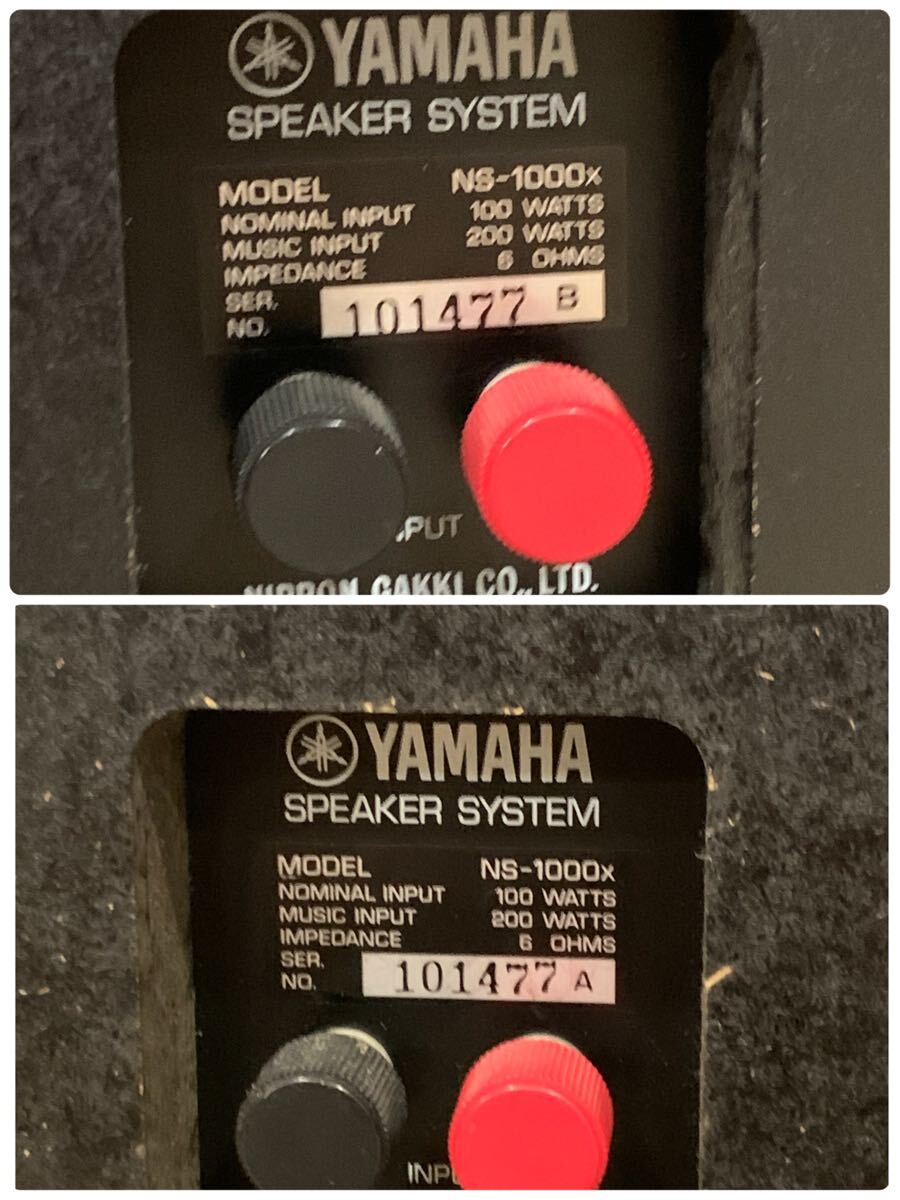 YAMAHA
SPEAKER SYSTEM
MODEL NS-1000x
NOMINAL INPUT 100 WATTS
MUSIC INPUT 200 WATTS
IMPEDANCE 6 OHMS
SER.
NO. 101477 B
PUT
NIPPON GAKKI CO., LTD.
YAMAHA
SPEAKER SYSTEM
MODEL NS-1000x
NOMINAL INPUT 100 WATTS
MUSIC INPUT 200 WATTS
IMPEDANCE 6 OHMS
SER.
NO. 101477 A
INPU